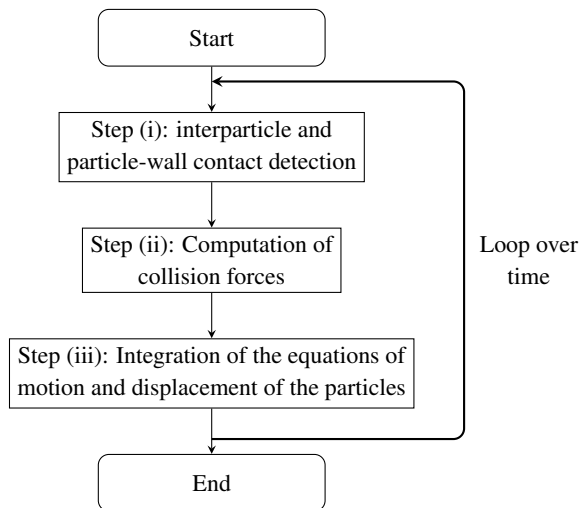 Start
Step (i): interparticle and
particle-wall contact detection
Step (ii): Computation of
collision forces
Loop over
time
Step (iii): Integration of the equations of
motion and displacement of the particles
End